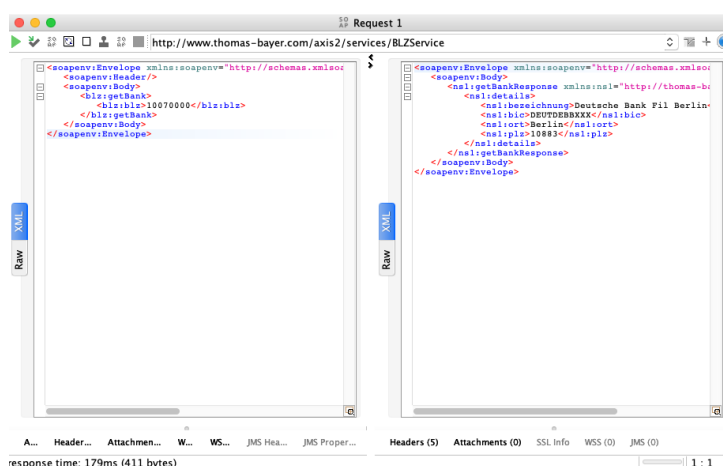 SO AP Request 1
http://www.thomas-bayer.com/axis2/services/BLZService
<soapenv:Envelope xmlns:soapenv="http://schemas.xmlsoa
<soapenv:Header/>
<soapenv:Body>
<blz:getBank>
<blz:blz>10070000</blz:blz>
</blz:getBank>
</soapenv:Body>
</soapenv:Envelope>
XML
Raw
<soapenv:Envelope xmlns:soapenv="http://schemas.xmlsoa
<soapenv:Body>
<ns1:getBankResponse xmlns:ns1="http://thomas-ba
<ns1:details>
<ns1:bezeichnung>Deutsche Bank Fil Berlin<
<ns1:bic>DEUTDEBBXXX</ns1:bic>
<ns1:ort>Berlin</ns1:ort>
<ns1:plz>10883</ns1:plz>
</ns1:details>
</ns1:getBankResponse>
</soapenv:Body>
</soapenv:Envelope>
XML
Raw
A... Header... Attachmen... W... WS... JMS Hea... JMS Proper...
Headers (5) Attachments (0) SSL Info WSS (0) JMS (0)
response time: 179ms (411 bytes)
1 : 1